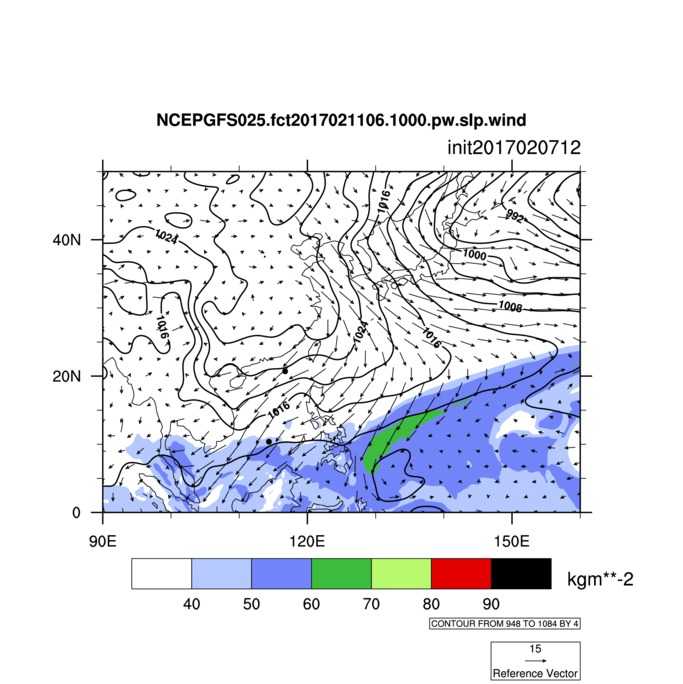 NCEPGFS025.fct2017021106.1000.pw.slp.wind
init2017020712
1016
992
1024
40N
1000
1008
1016
1024
1016
20N
1016
0
90E 120E 150E
kgm**-2
40 50 60 70 80 90
CONTOUR FROM 948 TO 1084 BY 4
15
Reference Vector